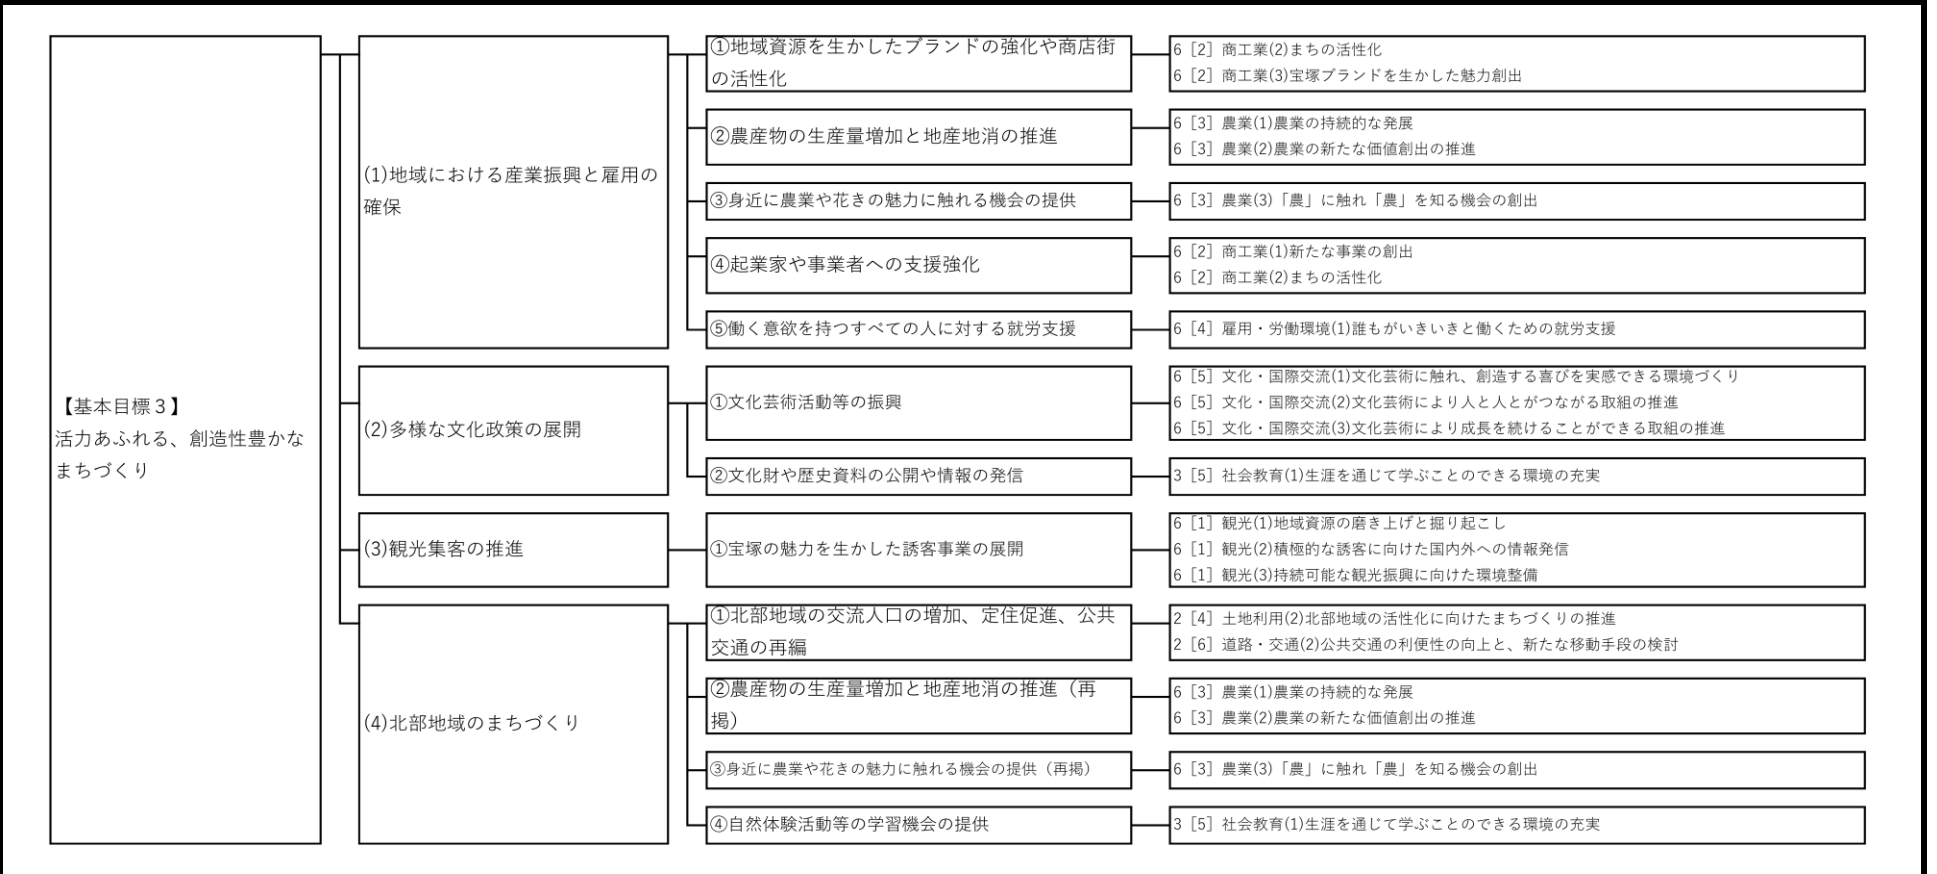 【基本目標３】
活力あふれる、創造性豊かな
まちづくり
(1)地域における産業振興と雇用の
確保
①地域資源を生かしたブランドの強化や商店街
の活性化
6［2］商工業(2)まちの活性化
6［2］商工業(3)宝塚ブランドを生かした魅力創出
②農産物の生産量増加と地産地消の推進
6［3］農業(1)農業の持続的な発展
6［3］農業(2)農業の新たな価値創出の推進
③身近に農業や花きの魅力に触れる機会の提供
6［3］農業(3)「農」に触れ「農」を知る機会の創出
④起業家や事業者への支援強化
6［2］商工業(1)新たな事業の創出
6［2］商工業(2)まちの活性化
⑤働く意欲を持つすべての人に対する就労支援
6［4］雇用・労働環境(1)誰もがいきいきと働くための就労支援
(2)多様な文化政策の展開
①文化芸術活動等の振興
6［5］文化・国際交流(1)文化芸術に触れ、創造する喜びを実感できる環境づくり
6［5］文化・国際交流(2)文化芸術により人と人とがつながる取組の推進
6［5］文化・国際交流(3)文化芸術により成長を続けることができる取組の推進
②文化財や歴史資料の公開や情報の発信
3［5］社会教育(1)生涯を通じて学ぶことのできる環境の充実
(3)観光集客の推進
①宝塚の魅力を生かした誘客事業の展開
6［1］観光(1)地域資源の磨き上げと掘り起こし
6［1］観光(2)積極的な誘客に向けた国内外への情報発信
6［1］観光(3)持続可能な観光振興に向けた環境整備
(4)北部地域のまちづくり
①北部地域の交流人口の増加、定住促進、公共
交通の再編
2［4］土地利用(2)北部地域の活性化に向けたまちづくりの推進
2［6］道路・交通(2)公共交通の利便性の向上と、新たな移動手段の検討
②農産物の生産量増加と地産地消の推進（再
掲）
6［3］農業(1)農業の持続的な発展
6［3］農業(2)農業の新たな価値創出の推進
③身近に農業や花きの魅力に触れる機会の提供（再掲）
6［3］農業(3)「農」に触れ「農」を知る機会の創出
④自然体験活動等の学習機会の提供
3［5］社会教育(1)生涯を通じて学ぶことのできる環境の充実